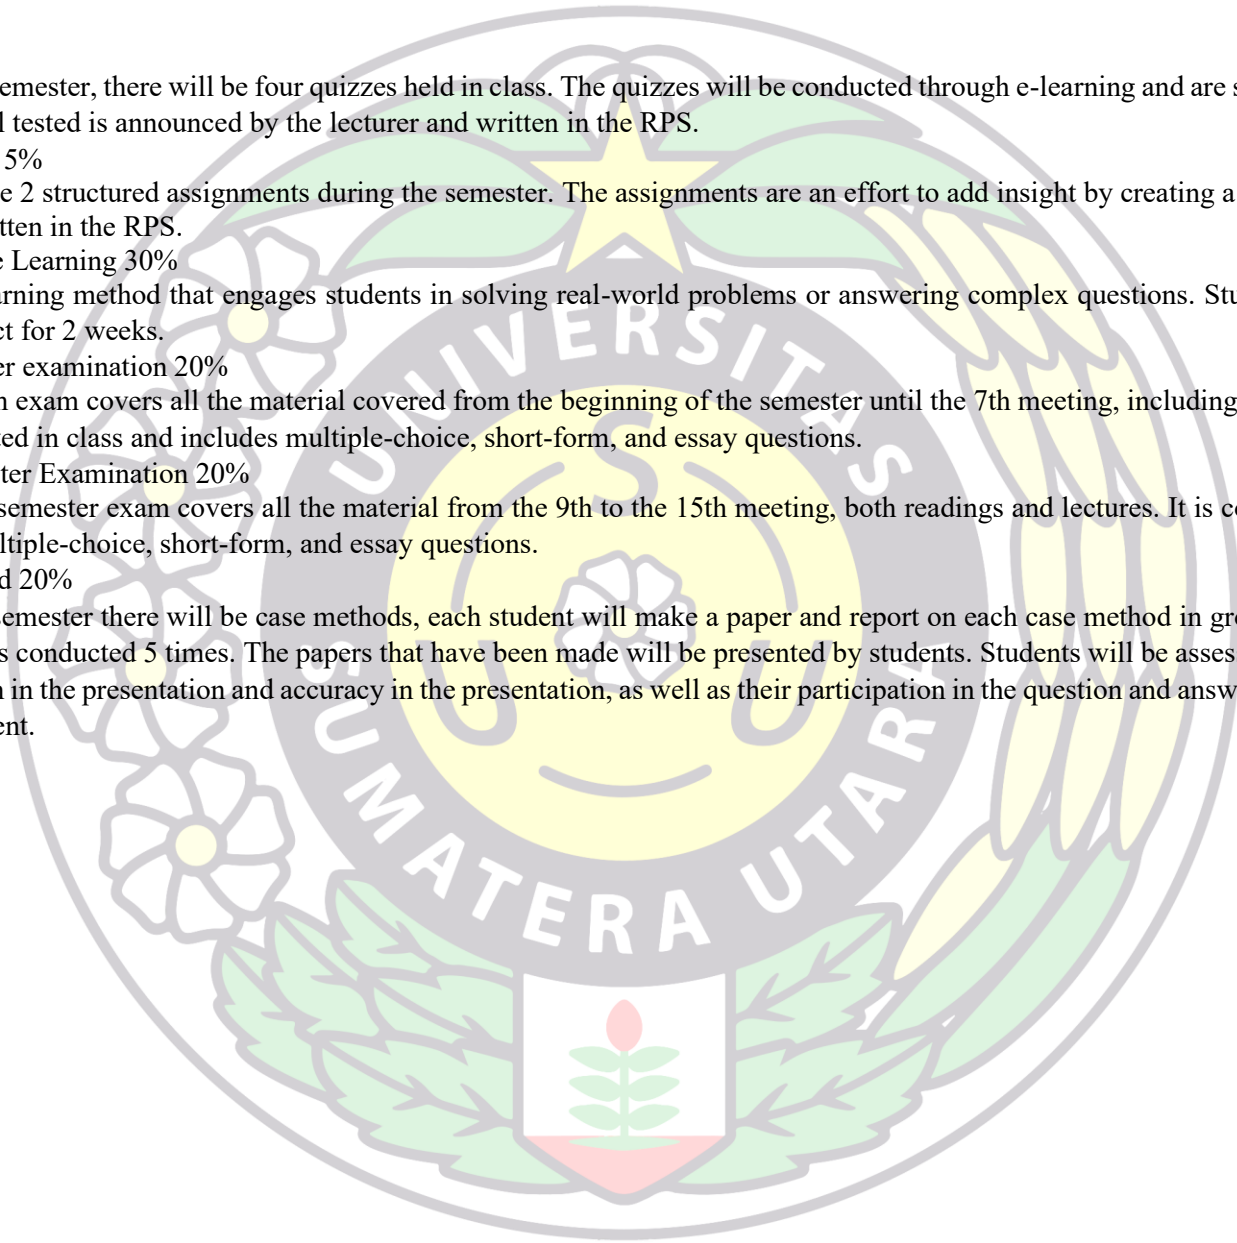 emester, there will be four quizzes held in class. The quizzes will be conducted through e-learning and are s
l tested is announced by the lecturer and written in the RPS.
5%
e 2 structured assignments during the semester. The assignments are an effort to add insight by creating a
tten in the RPS.
e Learning 30%
rning method that engages students in solving real-world problems or answering complex questions. Stu
ct for 2 weeks.
er examination 20%
n exam covers all the material covered from the beginning of the semester until the 7th meeting, including
ted in class and includes multiple-choice, short-form, and essay questions.
ter Examination 20%
semester exam covers all the material from the 9th to the 15th meeting, both readings and lectures. It is c
ltiple-choice, short-form, and essay questions.
d 20%
semester there will be case methods, each student will make a paper and report on each case method in gr
s conducted 5 times. The papers that have been made will be presented by students. Students will be asses
n in the presentation and accuracy in the presentation, as well as their participation in the question and answ
ent.
UNIVERSITAS
SUMATERA UTARA
U S U